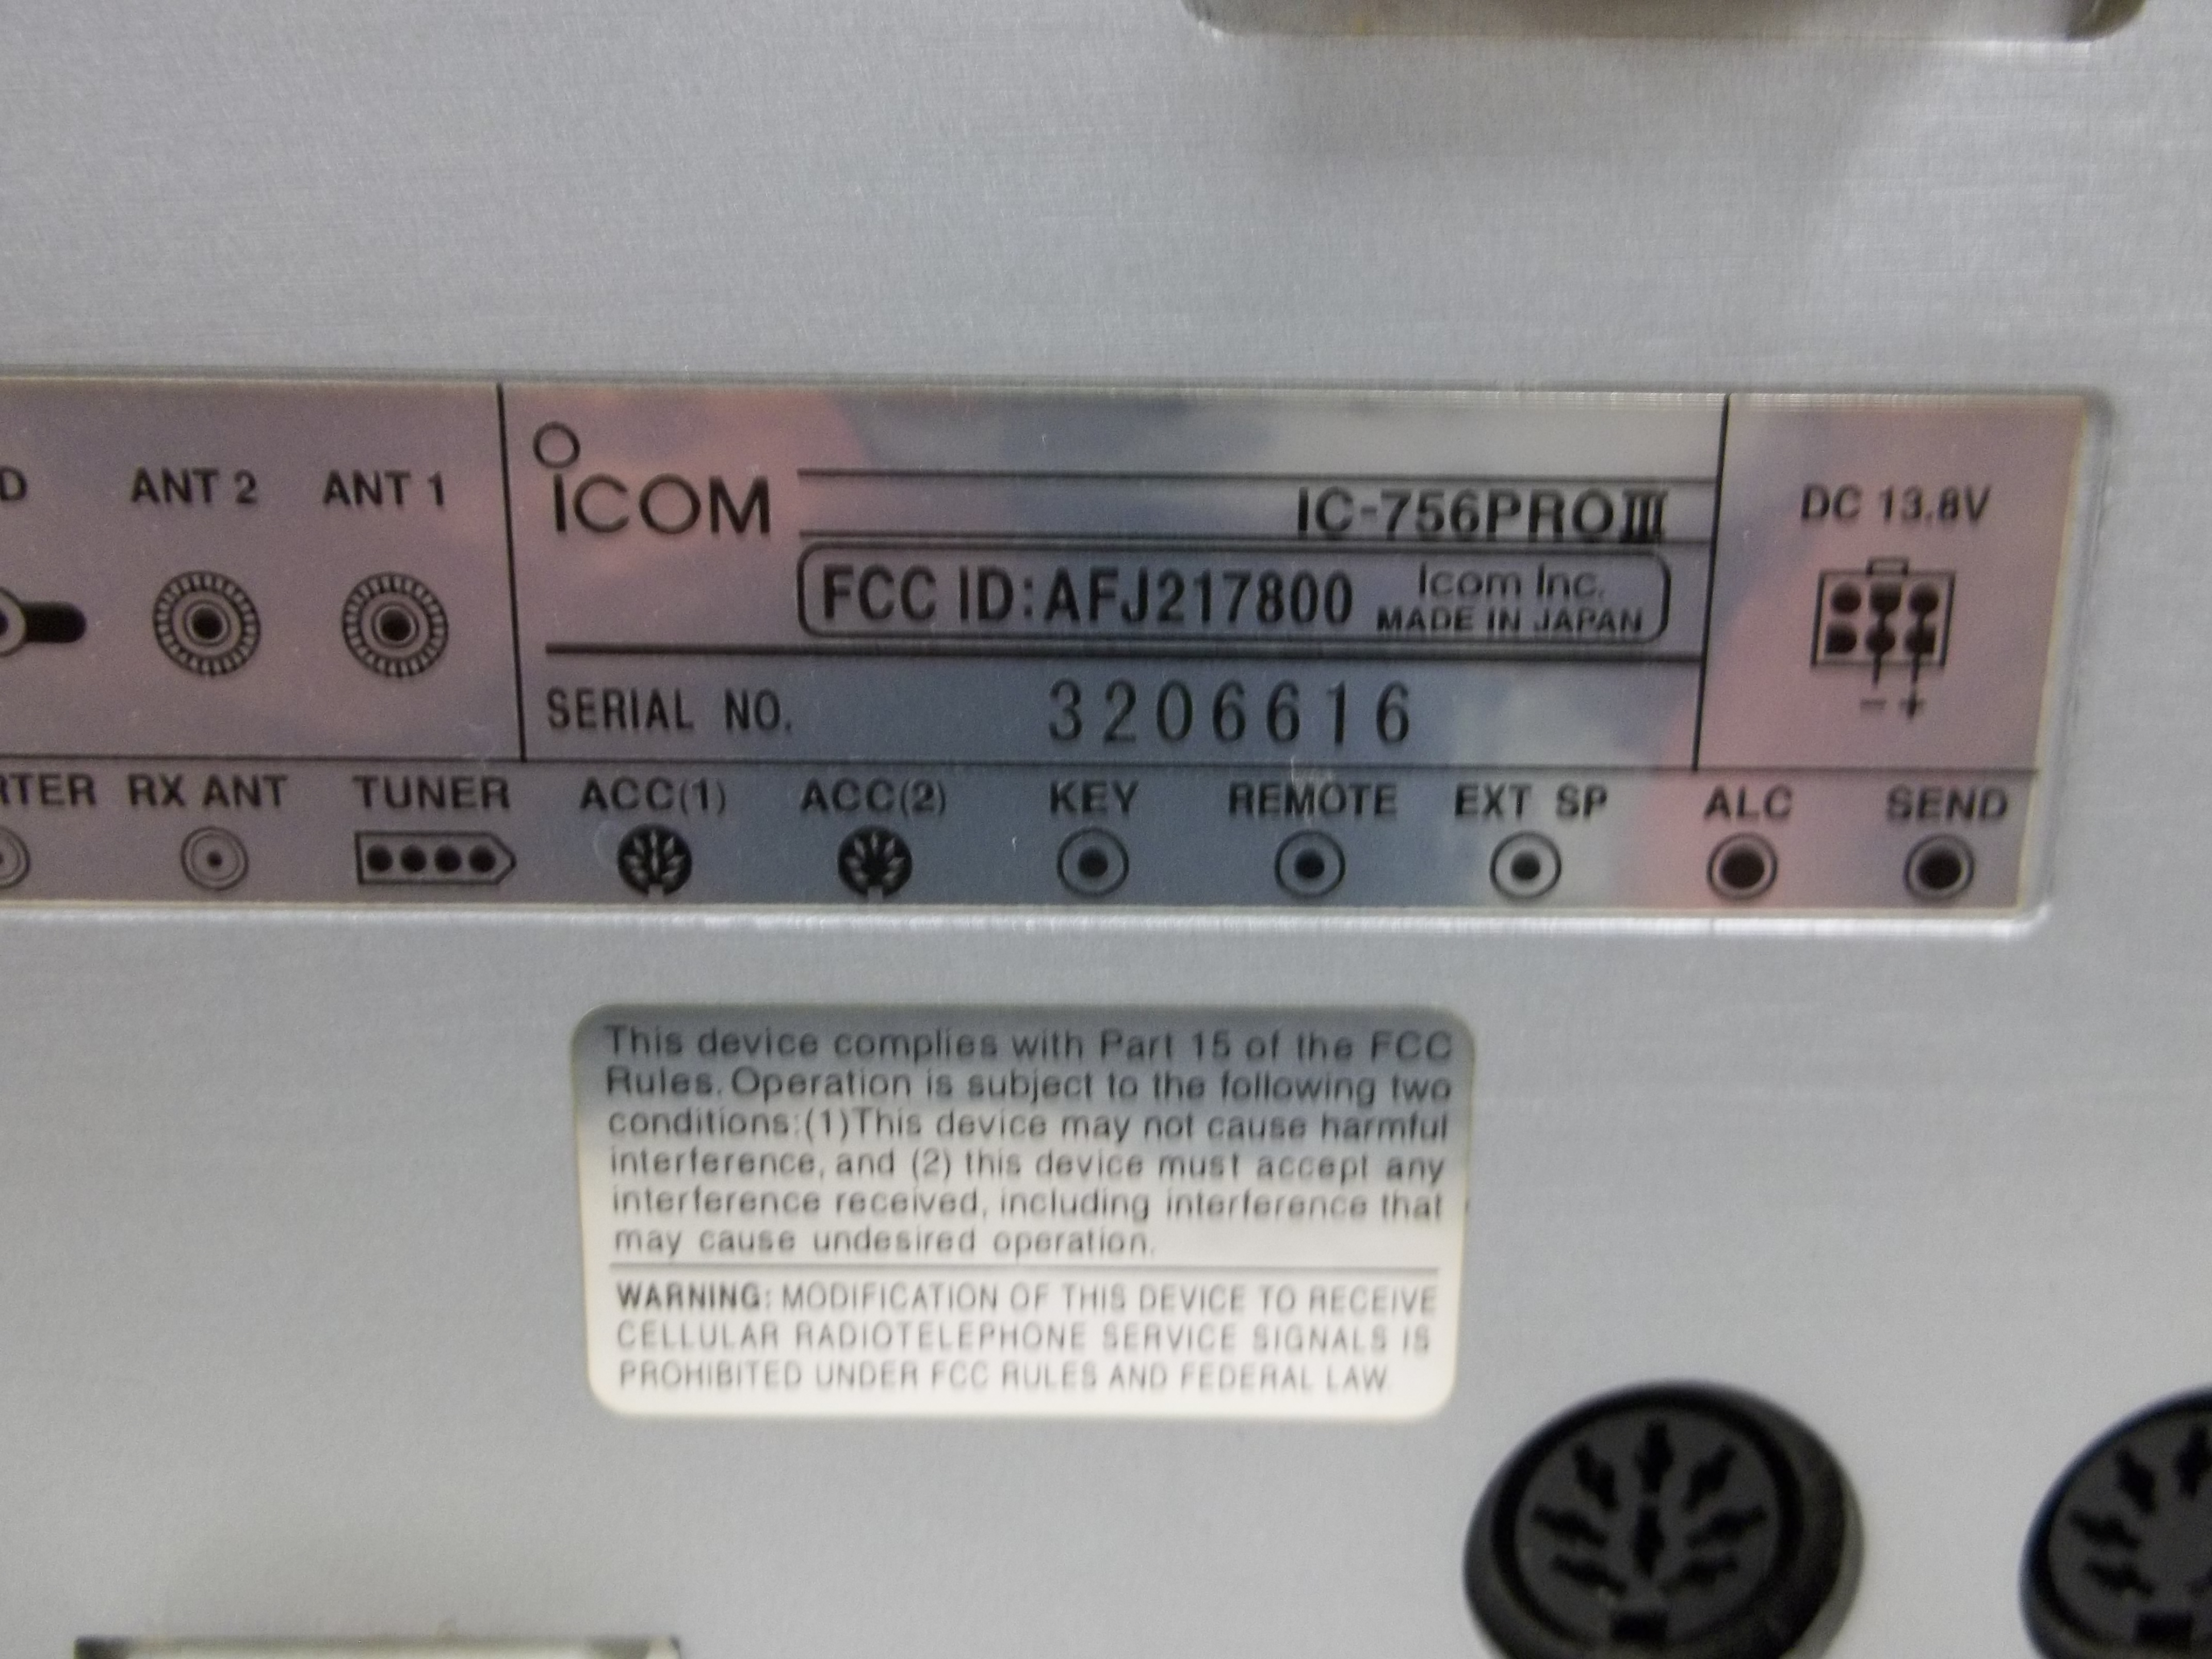 D ANT 2 ANT 1
ICOM
IC-756PROIII
DC 13.8V
FCC ID:AFJ217800
Icom Inc.
MADE IN JAPAN
SERIAL NO. 3206616
- +
RTER RX ANT TUNER ACC(1) ACC(2) KEY REMOTE EXT SP ALC SEND
This device complies with Part 15 of the FCC
Rules. Operation is subject to the following two
conditions:(1)This device may not cause harmful
interference, and (2) this device must accept any
interference received, including interference that
may cause undesired operation.
WARNING: MODIFICATION OF THIS DEVICE TO RECEIVE
CELLULAR RADIOTELEPHONE SERVICE SIGNALS IS
PROHIBITED UNDER FCC RULES AND FEDERAL LAW.